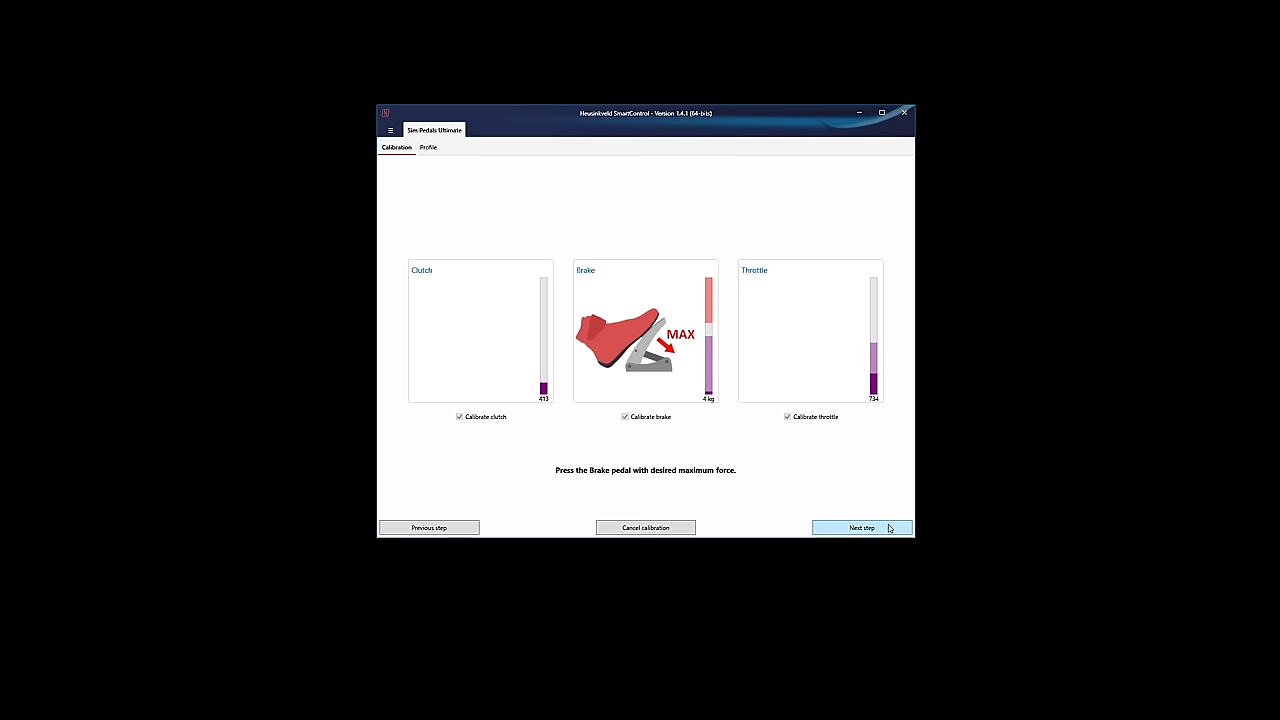 Heusinkveld SmartControl - Version 1.4.1 (64-bits)
Sim Pedals Ultimate
Calibration Profile
Clutch
Brake
Throttle
MAX
413
4 kg
734
Calibrate clutch
Calibrate brake
Calibrate throttle
Press the Brake pedal with desired maximum force.
Previous step
Cancel calibration
Next step